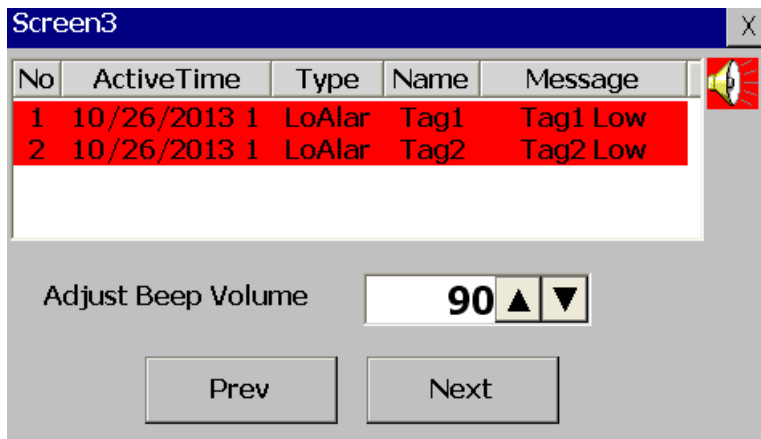 Screen3 X
No ActiveTime Type Name Message
1 10/26/2013 1 LoAlar Tag1 Tag1 Low
2 10/26/2013 1 LoAlar Tag2 Tag2 Low
Adjust Beep Volume 90
Prev Next